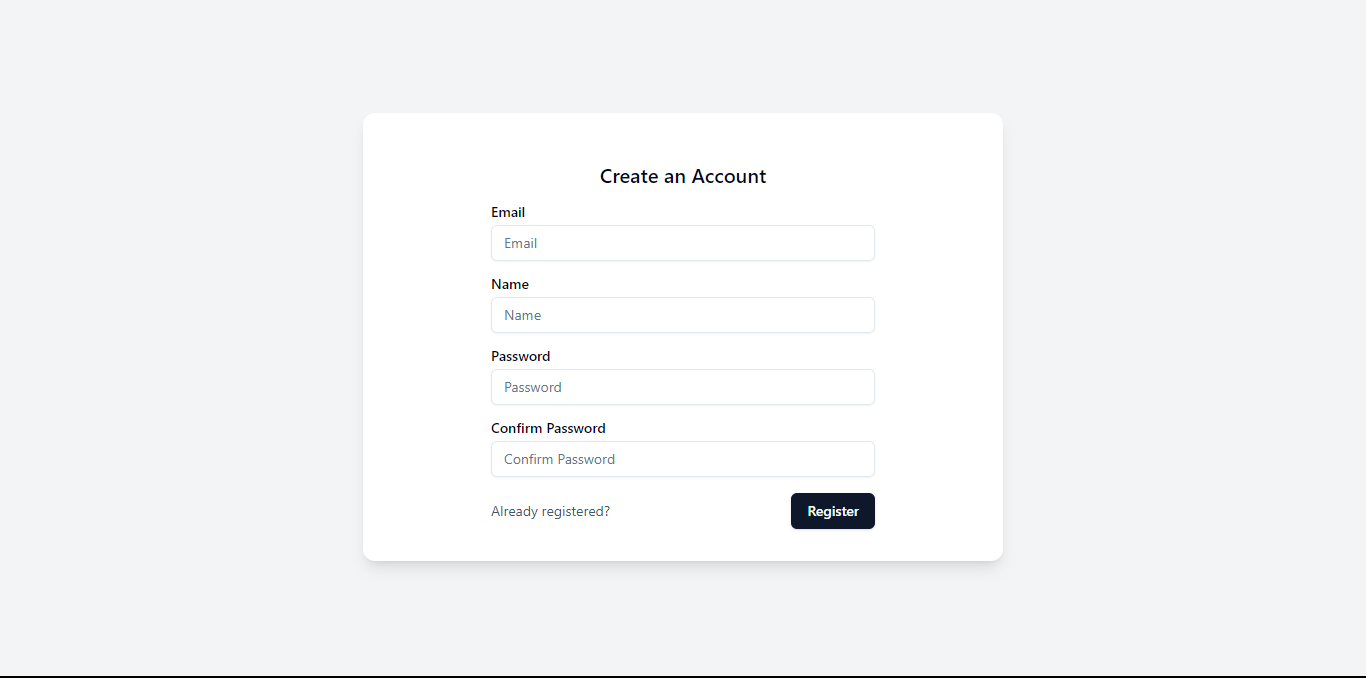 Create an Account
Email
Email
Name
Name
Password
Password
Confirm Password
Confirm Password
Already registered? Register